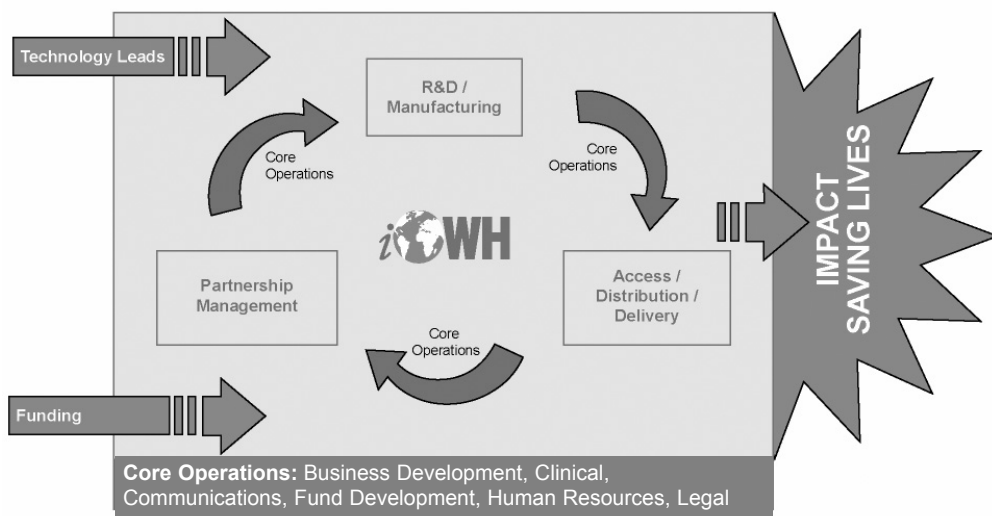 Technology Leads
R&D /
Manufacturing
Core
Operations
Core
Operations
iOWH
IMPACT
SAVING LIVES
Partnership
Management
Access /
Distribution /
Delivery
Core
Operations
Funding
Core Operations: Business Development, Clinical,
Communications, Fund Development, Human Resources, Legal